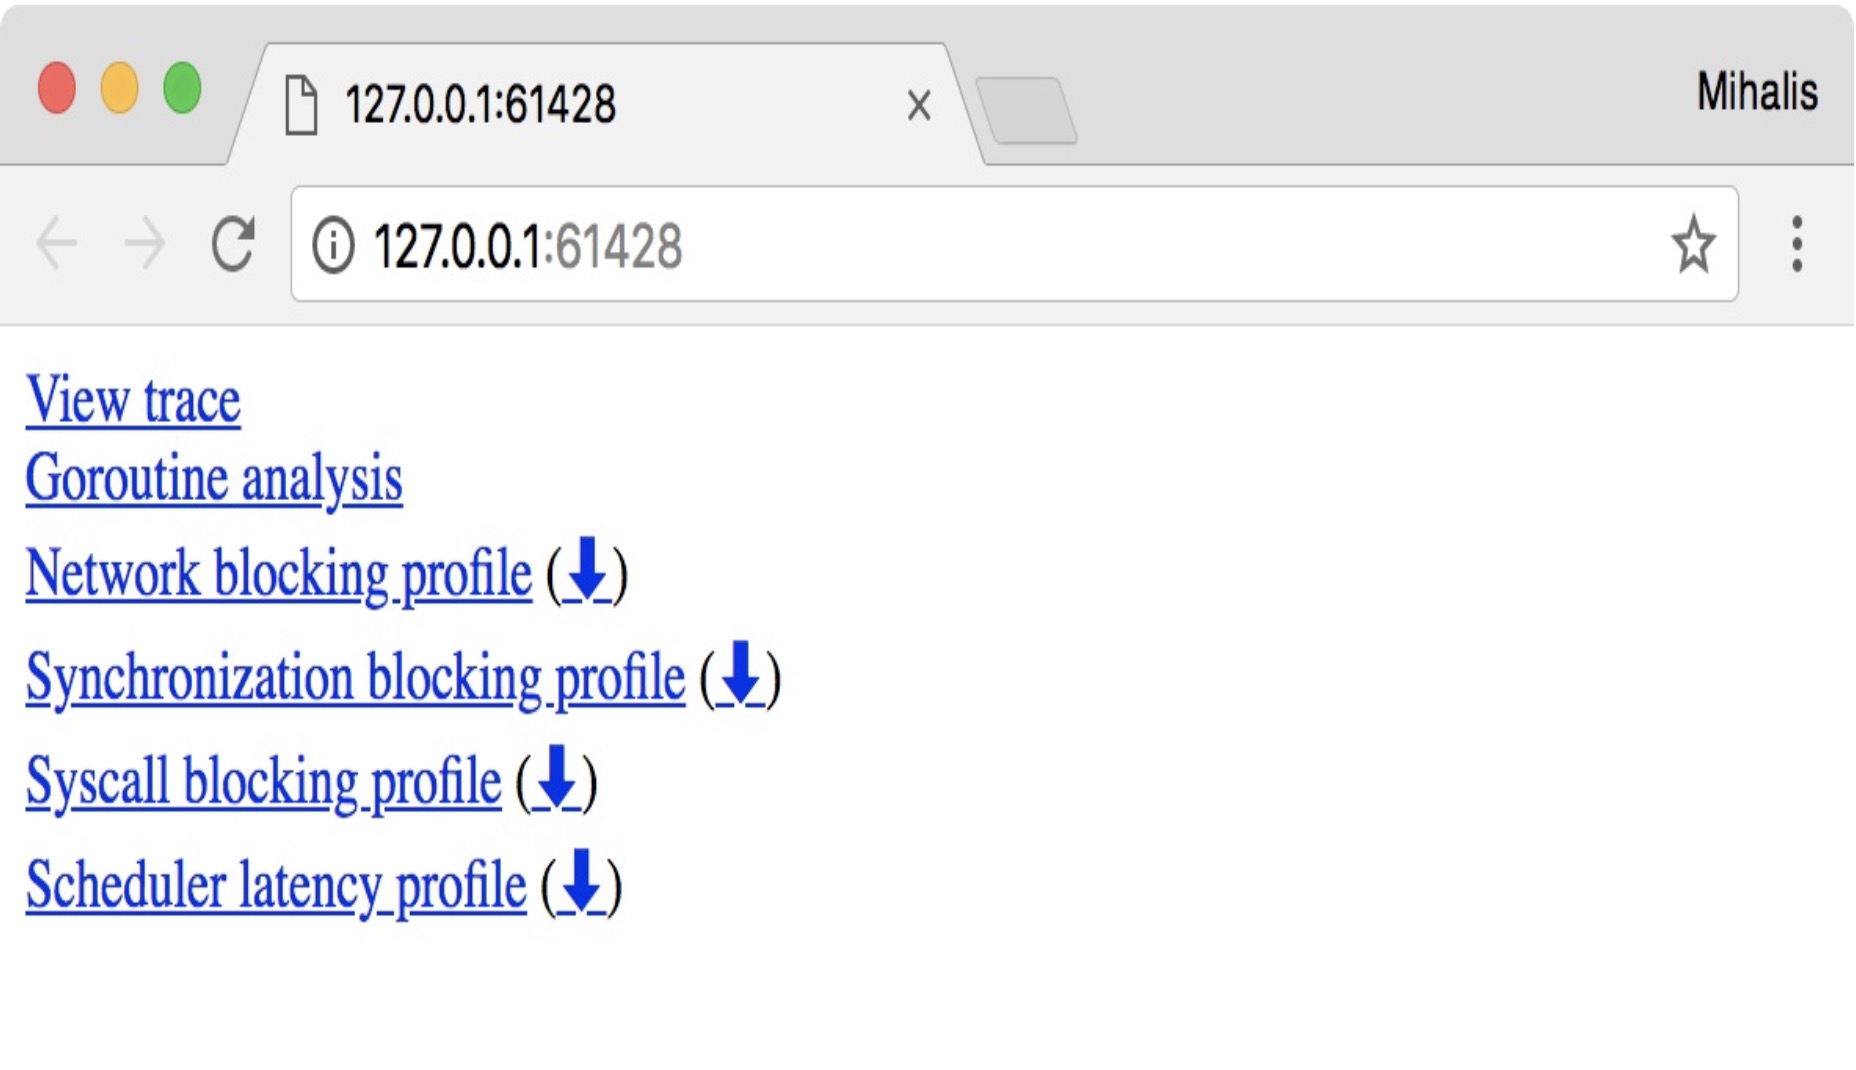 127.0.0.1:61428
Mihalis
127.0.0.1:61428
View trace
Goroutine analysis
Network blocking profile (⬇)
Synchronization blocking profile (⬇)
Syscall blocking profile (⬇)
Scheduler latency profile (⬇)